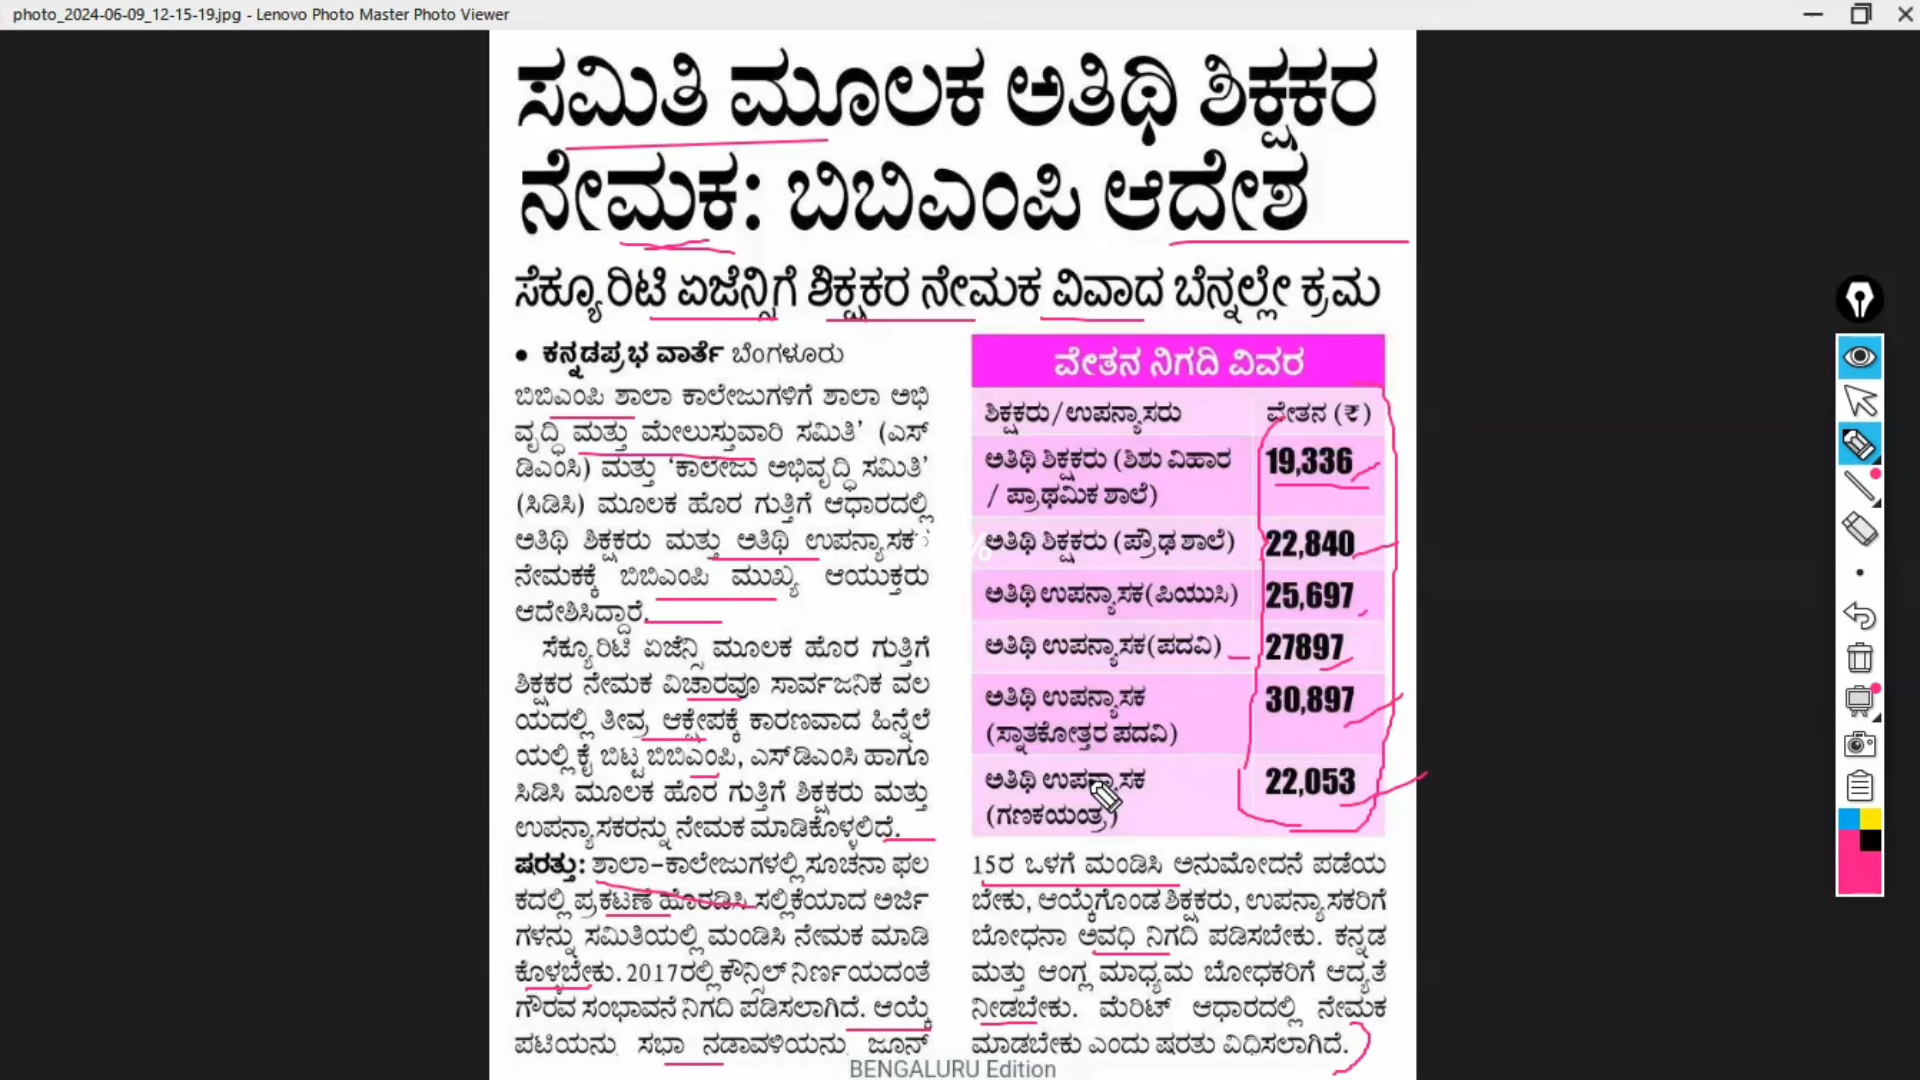 photo_2024-06-09_12-15-19.jpg - Lenovo Photo Master Photo Viewer
ಸಮಿತಿ ಮೂಲಕ ಅತಿಥಿ ಶಿಕ್ಷಕರ
ನೇಮಕ: ಬಿಬಿಎಂಪಿ ಆದೇಶ
ಸೆಕ್ಯೂರಿಟಿ ಏಜೆನ್ಸಿಗೆ ಶಿಕ್ಷಕರ ನೇಮಕ ವಿವಾದ ಬೆನ್ನಲ್ಲೇ ಕ್ರಮ
• ಕನ್ನಡಪ್ರಭ ವಾರ್ತೆ ಬೆಂಗಳೂರು
ಬಿಬಿಎಂಪಿ ಶಾಲಾ ಕಾಲೇಜುಗಳಿಗೆ ಶಾಲಾ ಅಭಿ
ವೃದ್ಧಿ ಮತ್ತು ಮೇಲುಸ್ತುವಾರಿ ಸಮಿತಿ' (ಎಸ್
ಡಿಎಂಸಿ) ಮತ್ತು 'ಕಾಲೇಜು ಅಭಿವೃದ್ಧಿ ಸಮಿತಿ'
(ಸಿಡಿಸಿ) ಮೂಲಕ ಹೊರ ಗುತ್ತಿಗೆ ಆಧಾರದಲ್ಲಿ
ಅತಿಥಿ ಶಿಕ್ಷಕರು ಮತ್ತು ಅತಿಥಿ ಉಪನ್ಯಾಸಕ
ನೇಮಕಕ್ಕೆ ಬಿಬಿಎಂಪಿ ಮುಖ್ಯ ಆಯುಕ್ತರು
ಆದೇಶಿಸಿದ್ದಾರೆ.
ಸೆಕ್ಯೂರಿಟಿ ಏಜೆನ್ಸಿ ಮೂಲಕ ಹೊರ ಗುತ್ತಿಗೆ
ಶಿಕ್ಷಕರ ನೇಮಕ ವಿಚಾರವೂ ಸಾರ್ವಜನಿಕ ವಲ
ಯದಲ್ಲಿ ತೀವ್ರ ಆಕ್ಷೇಪಕ್ಕೆ ಕಾರಣವಾದ ಹಿನ್ನೆಲೆ
ಯಲ್ಲಿ ಕೈ ಬಿಟ್ಟ ಬಿಬಿಎಂಪಿ, ಎಸ್‌ಡಿಎಂಸಿ ಹಾಗೂ
ಸಿಡಿಸಿ ಮೂಲಕ ಹೊರ ಗುತ್ತಿಗೆ ಶಿಕ್ಷಕರು ಮತ್ತು
ಉಪನ್ಯಾಸಕರನ್ನು ನೇಮಕ ಮಾಡಿಕೊಳ್ಳಲಿದೆ.
ಷರತ್ತು: ಶಾಲಾ-ಕಾಲೇಜುಗಳಲ್ಲಿ ಸೂಚನಾ ಫಲ
ಕದಲ್ಲಿ ಪ್ರಕಟಣೆ ಹೊರಡಿಸಿ ಸಲ್ಲಿಕೆಯಾದ ಅರ್ಜಿ
ಗಳನ್ನು ಸಮಿತಿಯಲ್ಲಿ ಮಂಡಿಸಿ ನೇಮಕ ಮಾಡಿ
ಕೊಳ್ಳಬೇಕು. 2017ರಲ್ಲಿ ಕೌನ್ಸಿಲ್ ನಿರ್ಣಯದಂತೆ
ಗೌರವ ಸಂಭಾವನೆ ನಿಗದಿ ಪಡಿಸಲಾಗಿದೆ. ಆಯ್ಕೆ
ಪಟ್ಟಿಯನ್ನು ಸಭಾ ನಡಾವಳಿಯನ್ನು ಜೂನ್
ವೇತನ ನಿಗದಿ ವಿವರ
ಶಿಕ್ಷಕರು/ಉಪನ್ಯಾಸರು ವೇತನ (₹)
ಅತಿಥಿ ಶಿಕ್ಷಕರು (ಶಿಶು ವಿಹಾರ 19,336
/ ಪ್ರಾಥಮಿಕ ಶಾಲೆ)
ಅತಿಥಿ ಶಿಕ್ಷಕರು (ಪ್ರೌಢ ಶಾಲೆ) 22,840
ಅತಿಥಿ ಉಪನ್ಯಾಸಕ(ಪಿಯುಸಿ) 25,697
ಅತಿಥಿ ಉಪನ್ಯಾಸಕ(ಪದವಿ) 27897
ಅತಿಥಿ ಉಪನ್ಯಾಸಕ 30,897
(ಸ್ನಾತಕೋತ್ತರ ಪದವಿ)
ಅತಿಥಿ ಉಪನ್ಯಾಸಕ 22,053
(ಗಣಕಯಂತ್ರ)
15ರ ಒಳಗೆ ಮಂಡಿಸಿ ಅನುಮೋದನೆ ಪಡೆಯ
ಬೇಕು, ಆಯ್ಕೆಗೊಂಡ ಶಿಕ್ಷಕರು, ಉಪನ್ಯಾಸಕರಿಗೆ
ಬೋಧನಾ ಅವಧಿ ನಿಗದಿ ಪಡಿಸಬೇಕು. ಕನ್ನಡ
ಮತ್ತು ಆಂಗ್ಲ ಮಾಧ್ಯಮ ಬೋಧಕರಿಗೆ ಆದ್ಯತೆ
ನೀಡಬೇಕು. ಮೆರಿಟ್ ಆಧಾರದಲ್ಲಿ ನೇಮಕ
ಮಾಡಬೇಕು ಎಂದು ಷರತು ವಿಧಿಸಲಾಗಿದೆ.
BENGALURU Edition